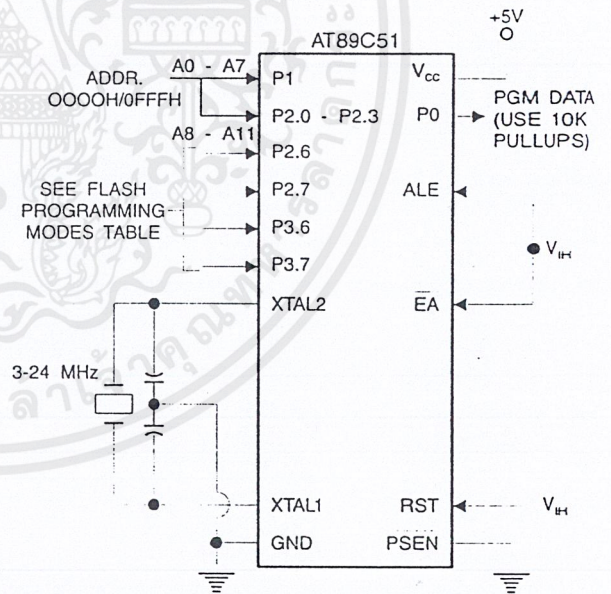 +5V
AT89C51
A0 - A7
ADDR.
OOOOH/0FFFH
P1
VCC
P2.0 - P2.3
P0
PGM DATA
(USE 10K
PULLUPS)
A8 - A11
P2.6
SEE FLASH
PROGRAMMING
MODES TABLE
P2.7
ALE
P3.6
P3.7
VIH
XTAL2
EA
3-24 MHz
XTAL1
RST
VIH
GND
PSEN